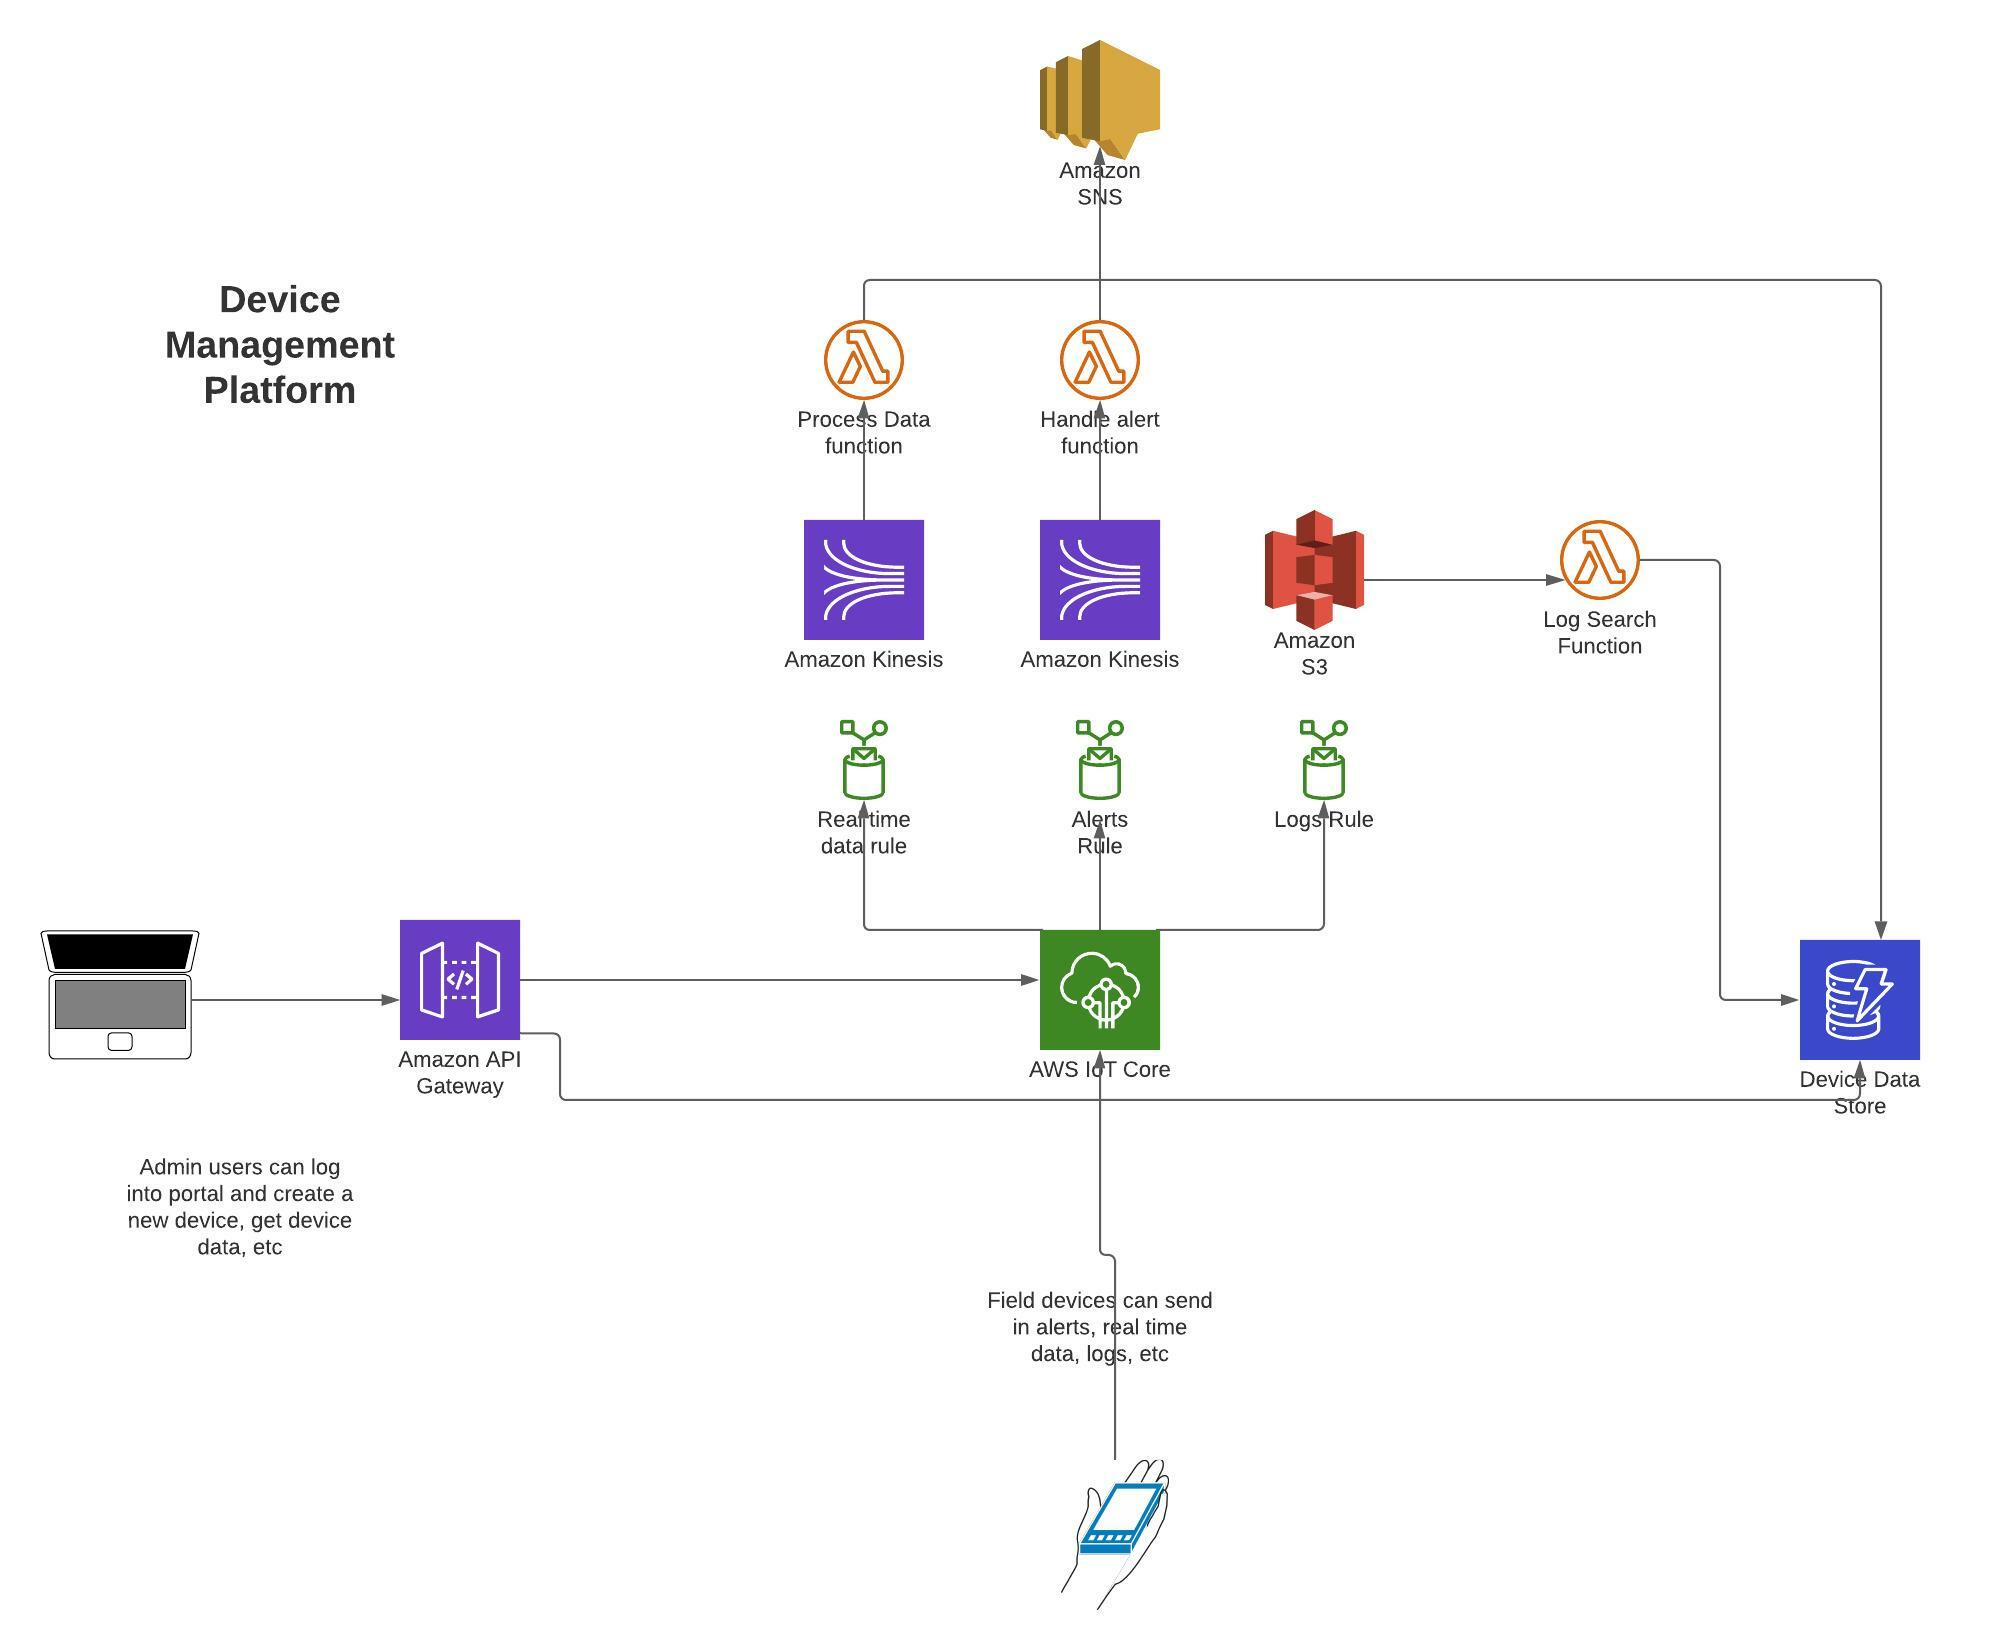 Amazon
SNS
Device
Management
Platform
Process Data
function
Handle alert
function
Amazon Kinesis
Amazon Kinesis
Amazon
S3
Log Search
Function
Real time
data rule
Alerts
Rule
Logs Rule
Amazon API
Gateway
AWS IoT Core
Device Data
Store
Admin users can log
into portal and create a
new device, get device
data, etc
Field devices can send
in alerts, real time
data, logs, etc